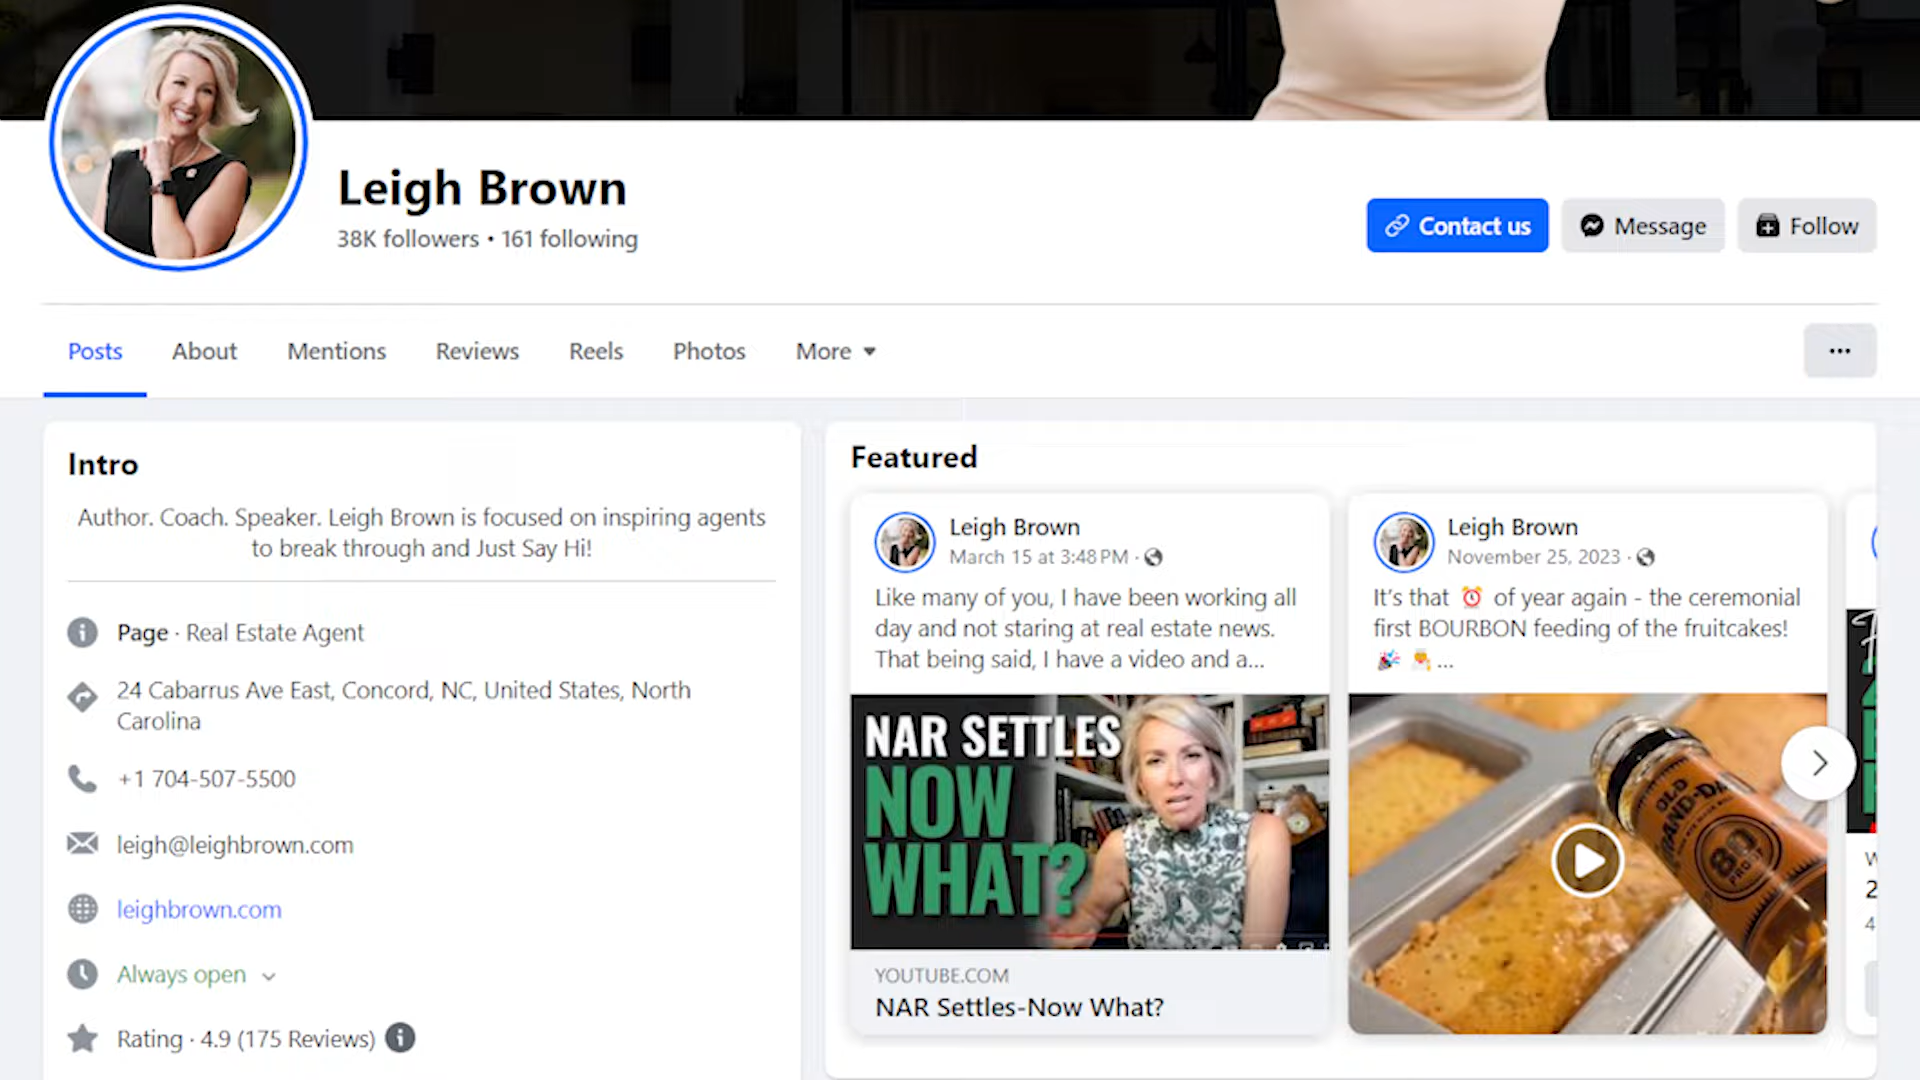 Leigh Brown
38K followers • 161 following
Contact us
Message
Follow
Posts
About
Mentions
Reviews
Reels
Photos
More
Intro
Author. Coach. Speaker. Leigh Brown is focused on inspiring agents
to break through and Just Say Hi!
Page · Real Estate Agent
24 Cabarrus Ave East, Concord, NC, United States, North
Carolina
+1 704-507-5500
leigh@leighbrown.com
leighbrown.com
Always open
Rating · 4.9 (175 Reviews)
Featured
Leigh Brown
March 15 at 3:48 PM ·
Like many of you, I have been working all
day and not staring at real estate news.
That being said, I have a video and a...
NAR SETTLES
NOW
WHAT?
YOUTUBE.COM
NAR Settles-Now What?
Leigh Brown
November 25, 2023 ·
It's that ⏰ of year again - the ceremonial
first BOURBON feeding of the fruitcakes!
🎉 🎅 ...
OLD
80
PROOF